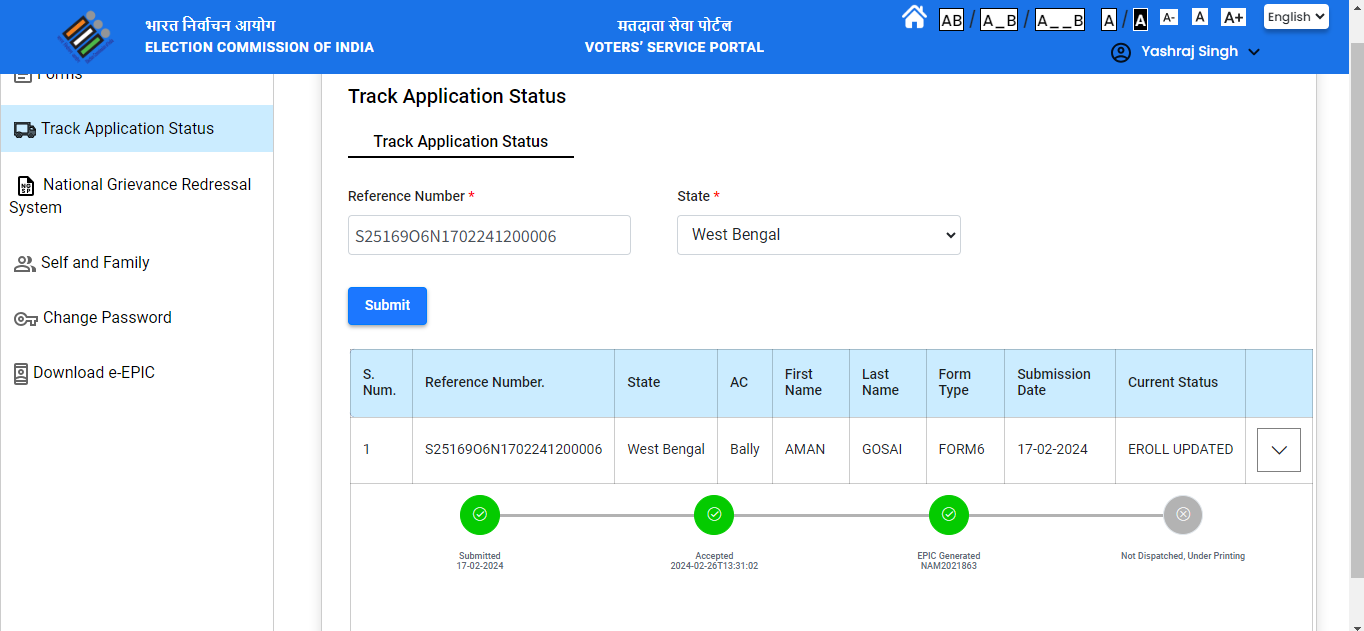 भारत निर्वाचन आयोग
ELECTION COMMISSION OF INDIA
मतदाता सेवा पोर्टल
VOTERS' SERVICE PORTAL
AB / A_B / A__B A / A A- A A+ English
Yashraj Singh
Forms
Track Application Status
National Grievance Redressal
System
Self and Family
Change Password
Download e-EPIC
Track Application Status
Track Application Status
Reference Number *
State *
S25169O6N1702241200006
West Bengal
Submit
S. Num. Reference Number. State AC First Name Last Name Form Type Submission Date Current Status
1 S25169O6N1702241200006 West Bengal Bally AMAN GOSAI FORM6 17-02-2024 EROLL UPDATED
Submitted
17-02-2024
Accepted
2024-02-26T13:31:02
EPIC Generated
NAM2021863
Not Dispatched, Under Printing